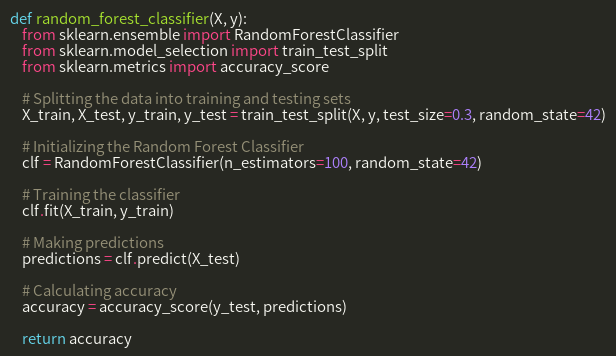 def random_forest_classifier(X, y):
    from sklearn.ensemble import RandomForestClassifier
    from sklearn.model_selection import train_test_split
    from sklearn.metrics import accuracy_score
    # Splitting the data into training and testing sets
    X_train, X_test, y_train, y_test = train_test_split(X, y, test_size=0.3, random_state=42)
    # Initializing the Random Forest Classifier
    clf = RandomForestClassifier(n_estimators=100, random_state=42)
    # Training the classifier
    clf.fit(X_train, y_train)
    # Making predictions
    predictions = clf.predict(X_test)
    # Calculating accuracy
    accuracy = accuracy_score(y_test, predictions)
    return accuracy